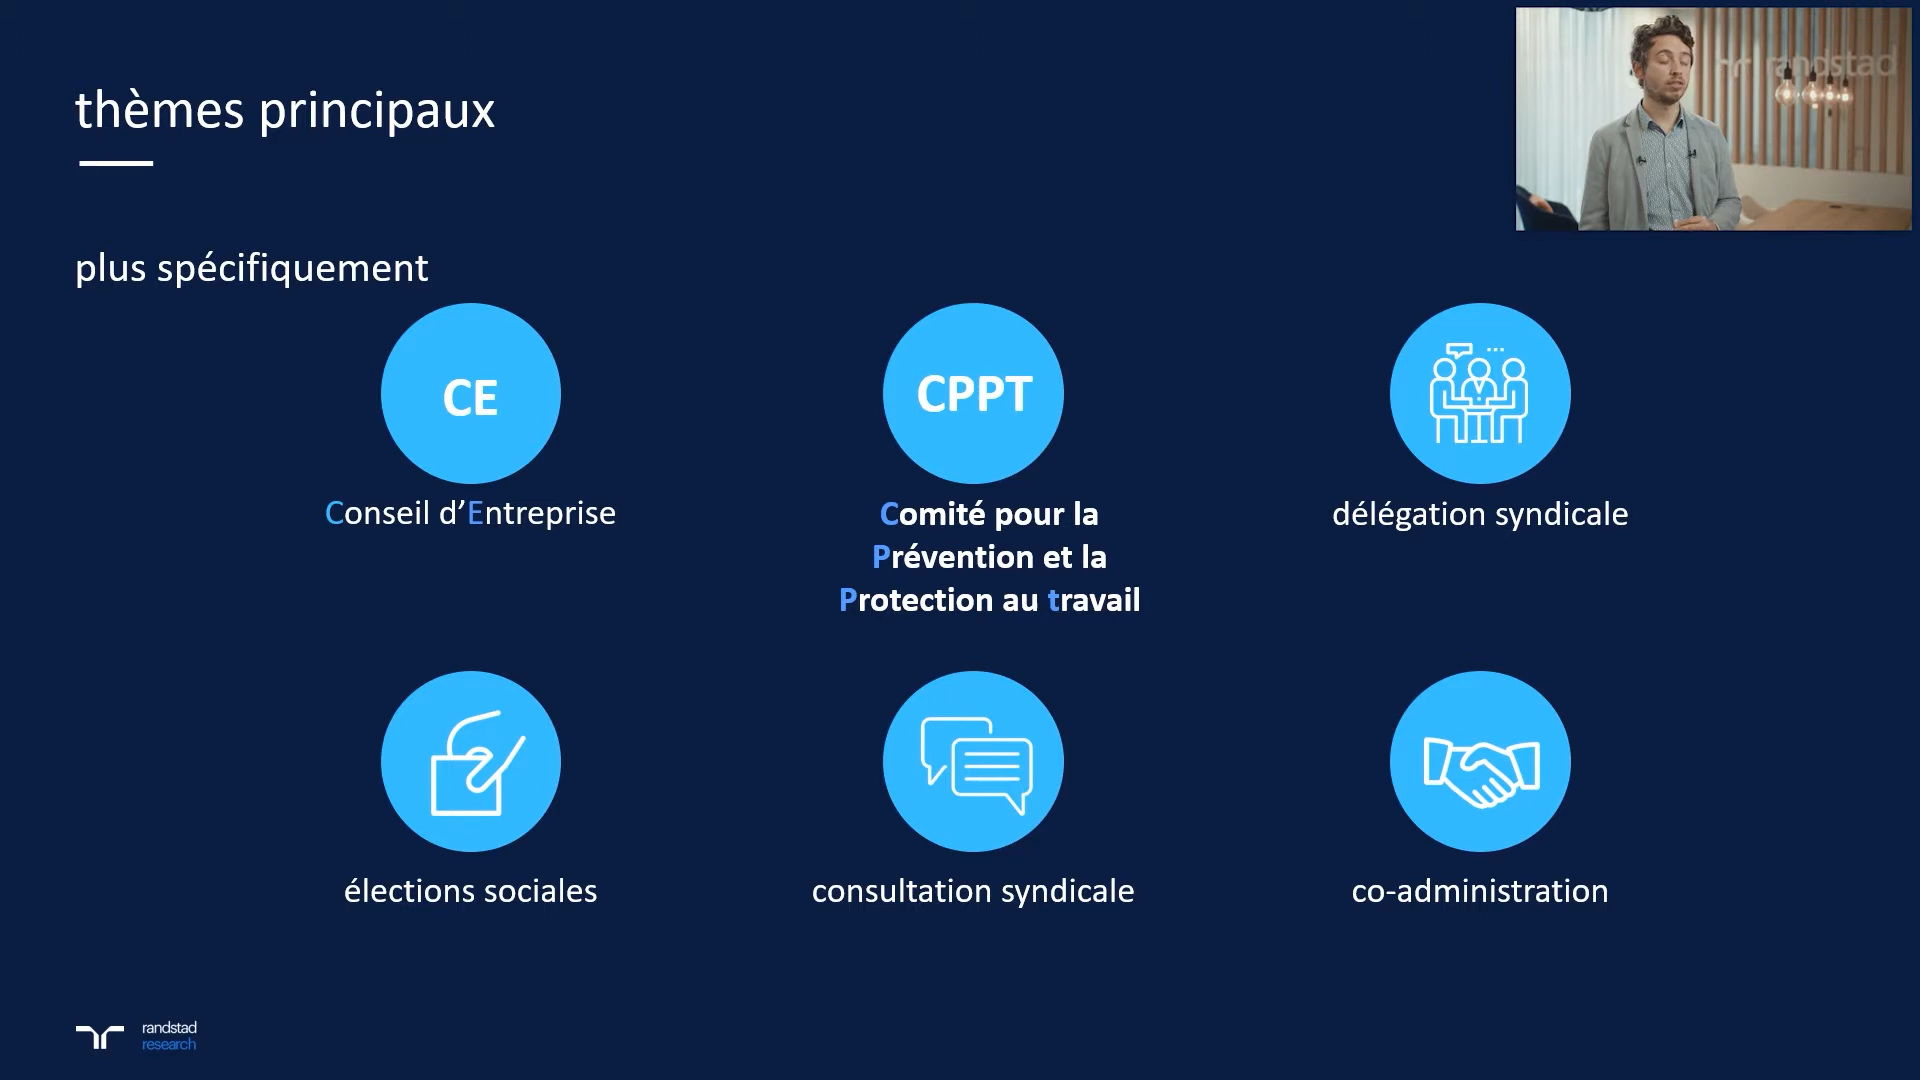 thèmes principaux
randstad
plus spécifiquement
CE
CPPT
Conseil d'Entreprise
Comité pour la
Prévention et la
Protection au travail
délégation syndicale
élections sociales
consultation syndicale
co-administration
randstad
research